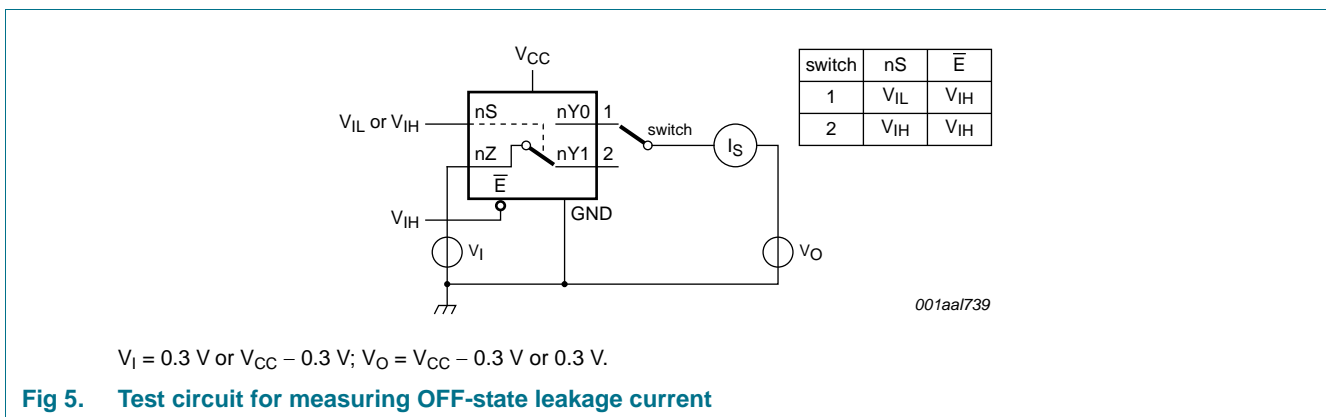 VCC
switch nS E̅
1 VIL VIH
2 VIH VIH
VIL or VIH
nS nY0 1
switch
IS
nZ nY1 2
E̅
VIH
GND
VI
VO
001aal739
VI = 0.3 V or VCC − 0.3 V; VO = VCC − 0.3 V or 0.3 V.
Fig 5. Test circuit for measuring OFF-state leakage current